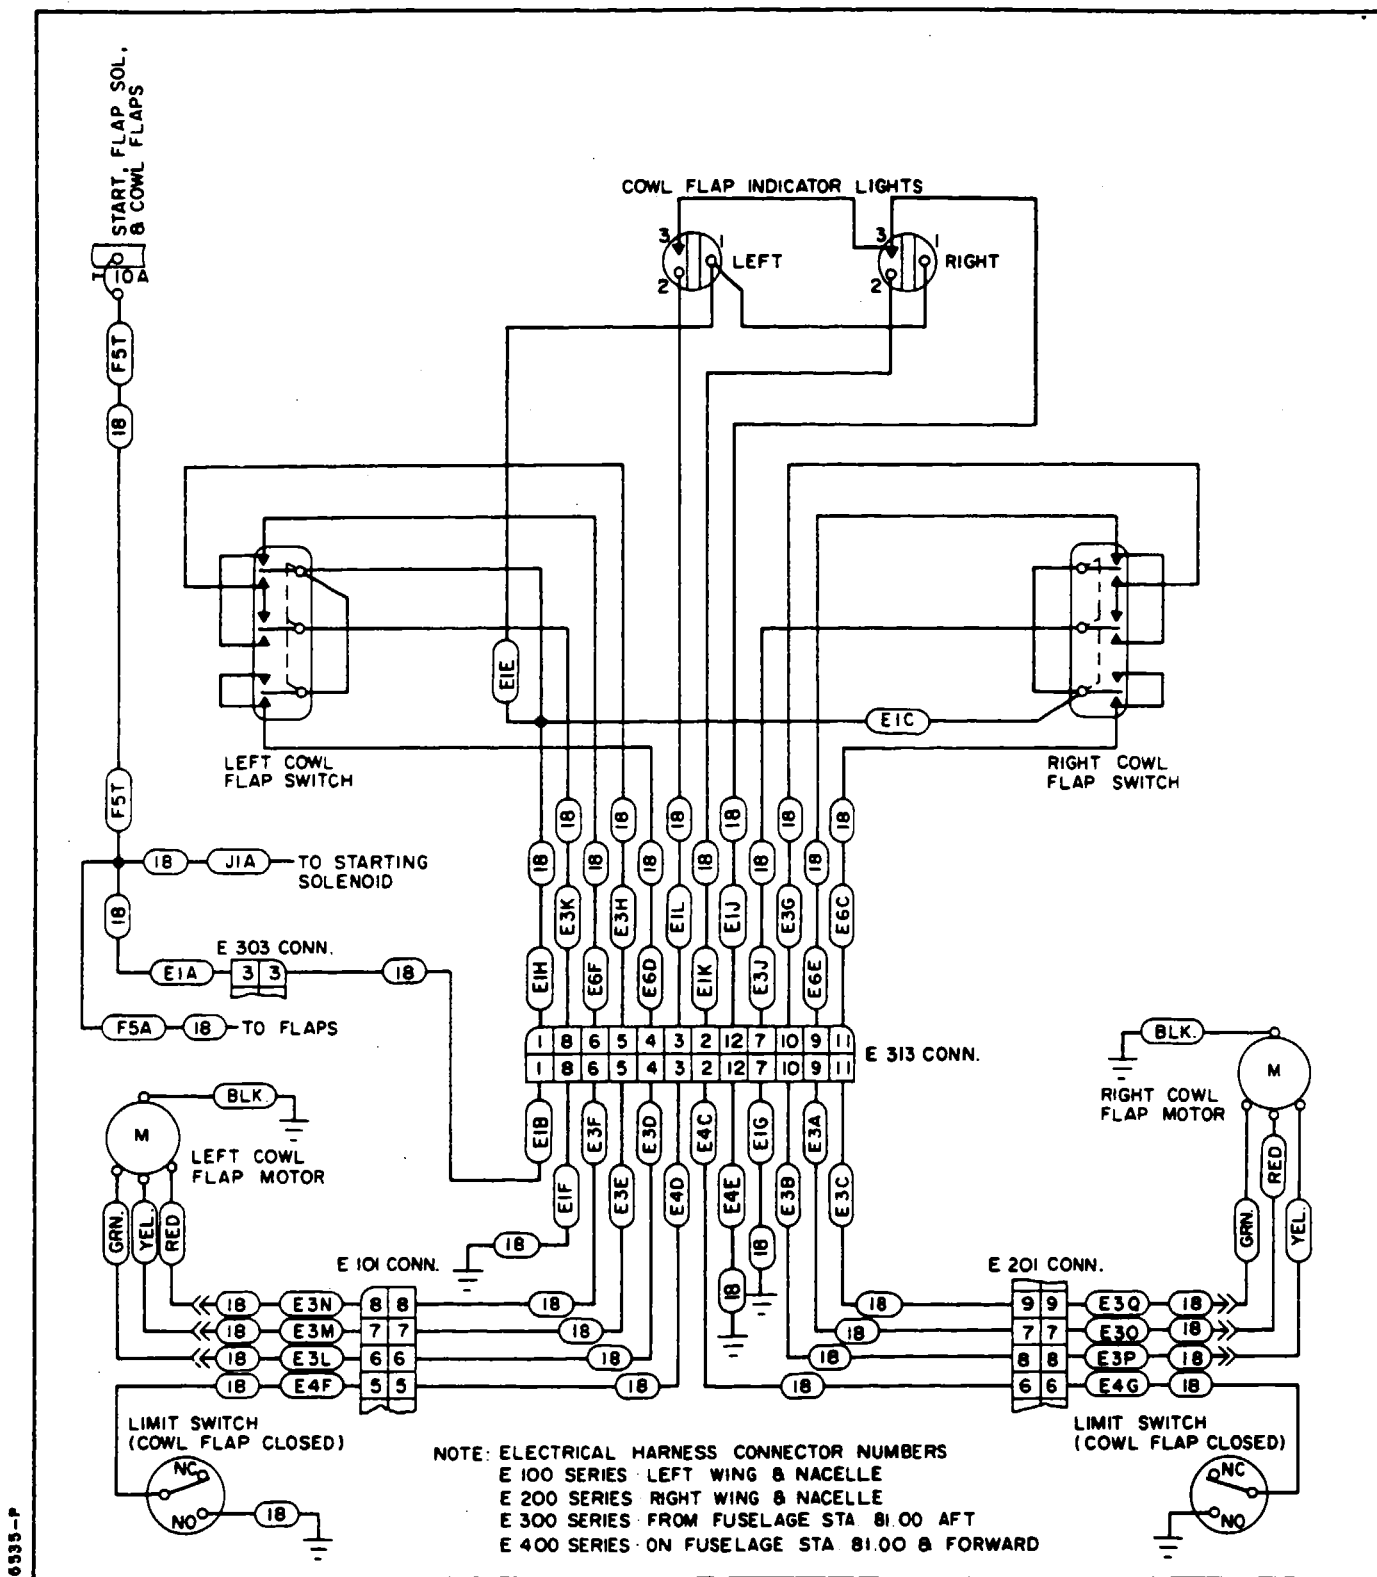 START, FLAP SOL,
& COWL FLAPS
10A
F5T
18
COWL FLAP INDICATOR LIGHTS
3 1 LEFT 2
3 1 RIGHT 2
E1E
E1C
LEFT COWL
FLAP SWITCH
RIGHT COWL
FLAP SWITCH
F5T
18 J1A TO STARTING
SOLENOID
18
E 303 CONN.
E1A 3 3 18
F5A 18 TO FLAPS
18 18 18 18 18 18
18 18 18 18 18 18
E3K E3H E1L E1J E3G E6C
E1H E6F E6D E1K E3J E6E
1 8 6 5 4 3 2 12 7 10 9 11
E 313 CONN.
1 8 6 5 4 3 2 12 7 10 9 11
E1B E3F E3D E4C E1G E3A
E1F E3E E4D E4E E3B E3C
BLK.
M
LEFT COWL
FLAP MOTOR
GRN. YEL. RED
BLK.
M
RIGHT COWL
FLAP MOTOR
GRN. RED YEL.
18
18
18
E 101 CONN.
18 E3N 8 8 18
18 E3M 7 7 18
18 E3L 6 6 18
18 E4F 5 5 18
E 201 CONN.
18 9 9 E3Q 18
18 7 7 E3O 18
18 8 8 E3P 18
18 6 6 E4G 18
LIMIT SWITCH
(COWL FLAP CLOSED)
NC
NO 18
LIMIT SWITCH
(COWL FLAP CLOSED)
NC
NO
NOTE: ELECTRICAL HARNESS CONNECTOR NUMBERS
E 100 SERIES LEFT WING & NACELLE
E 200 SERIES RIGHT WING & NACELLE
E 300 SERIES FROM FUSELAGE STA. 81.00 AFT
E 400 SERIES ON FUSELAGE STA. 81.00 & FORWARD
6535-P